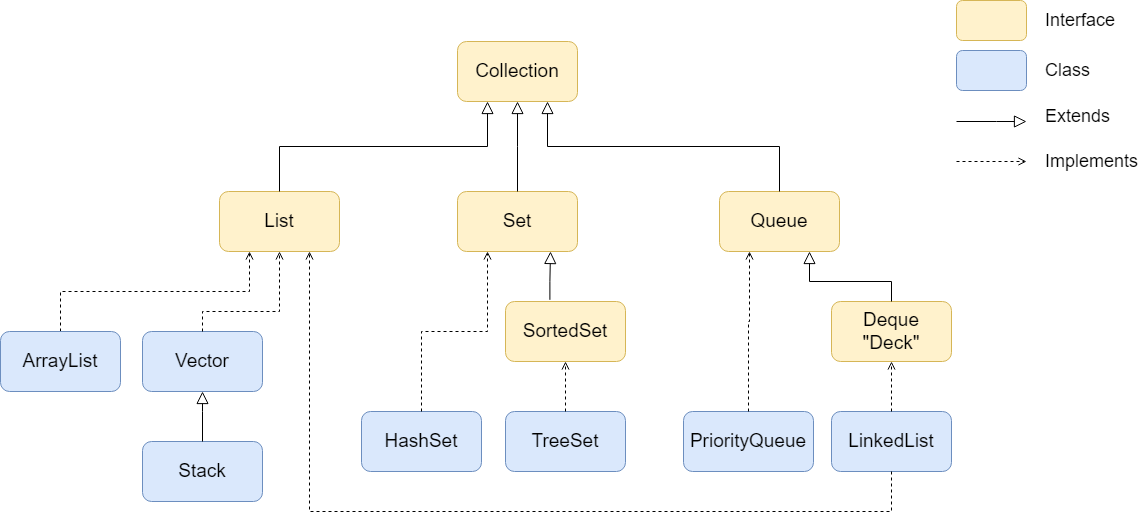 Interface
Collection
Class
Extends
Implements
List
Set
Queue
SortedSet
Deque
"Deck"
ArrayList
Vector
HashSet
TreeSet
PriorityQueue
LinkedList
Stack